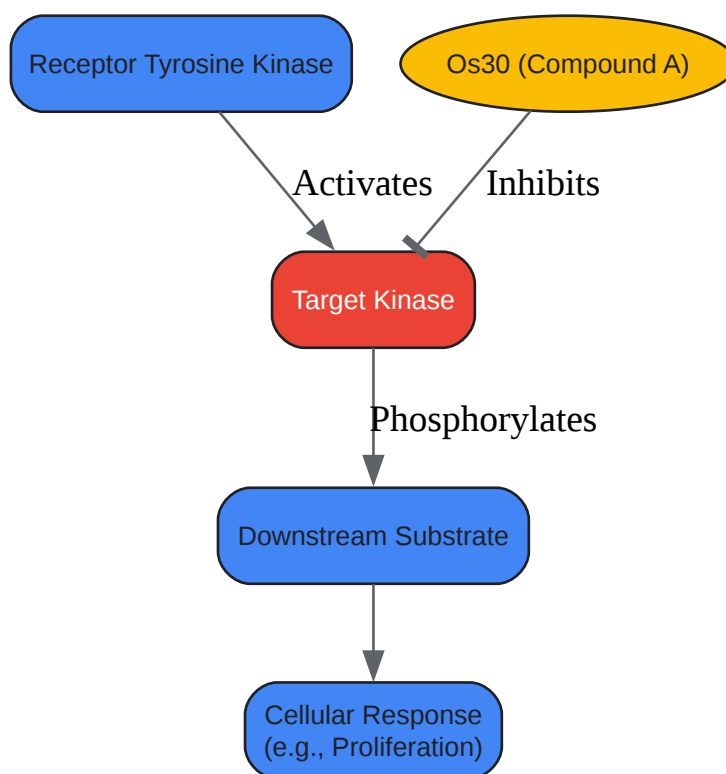 Receptor Tyrosine Kinase
Os30 (Compound A)
Activates
Inhibits
Target Kinase
Phosphorylates
Downstream Substrate
Cellular Response
(e.g., Proliferation)